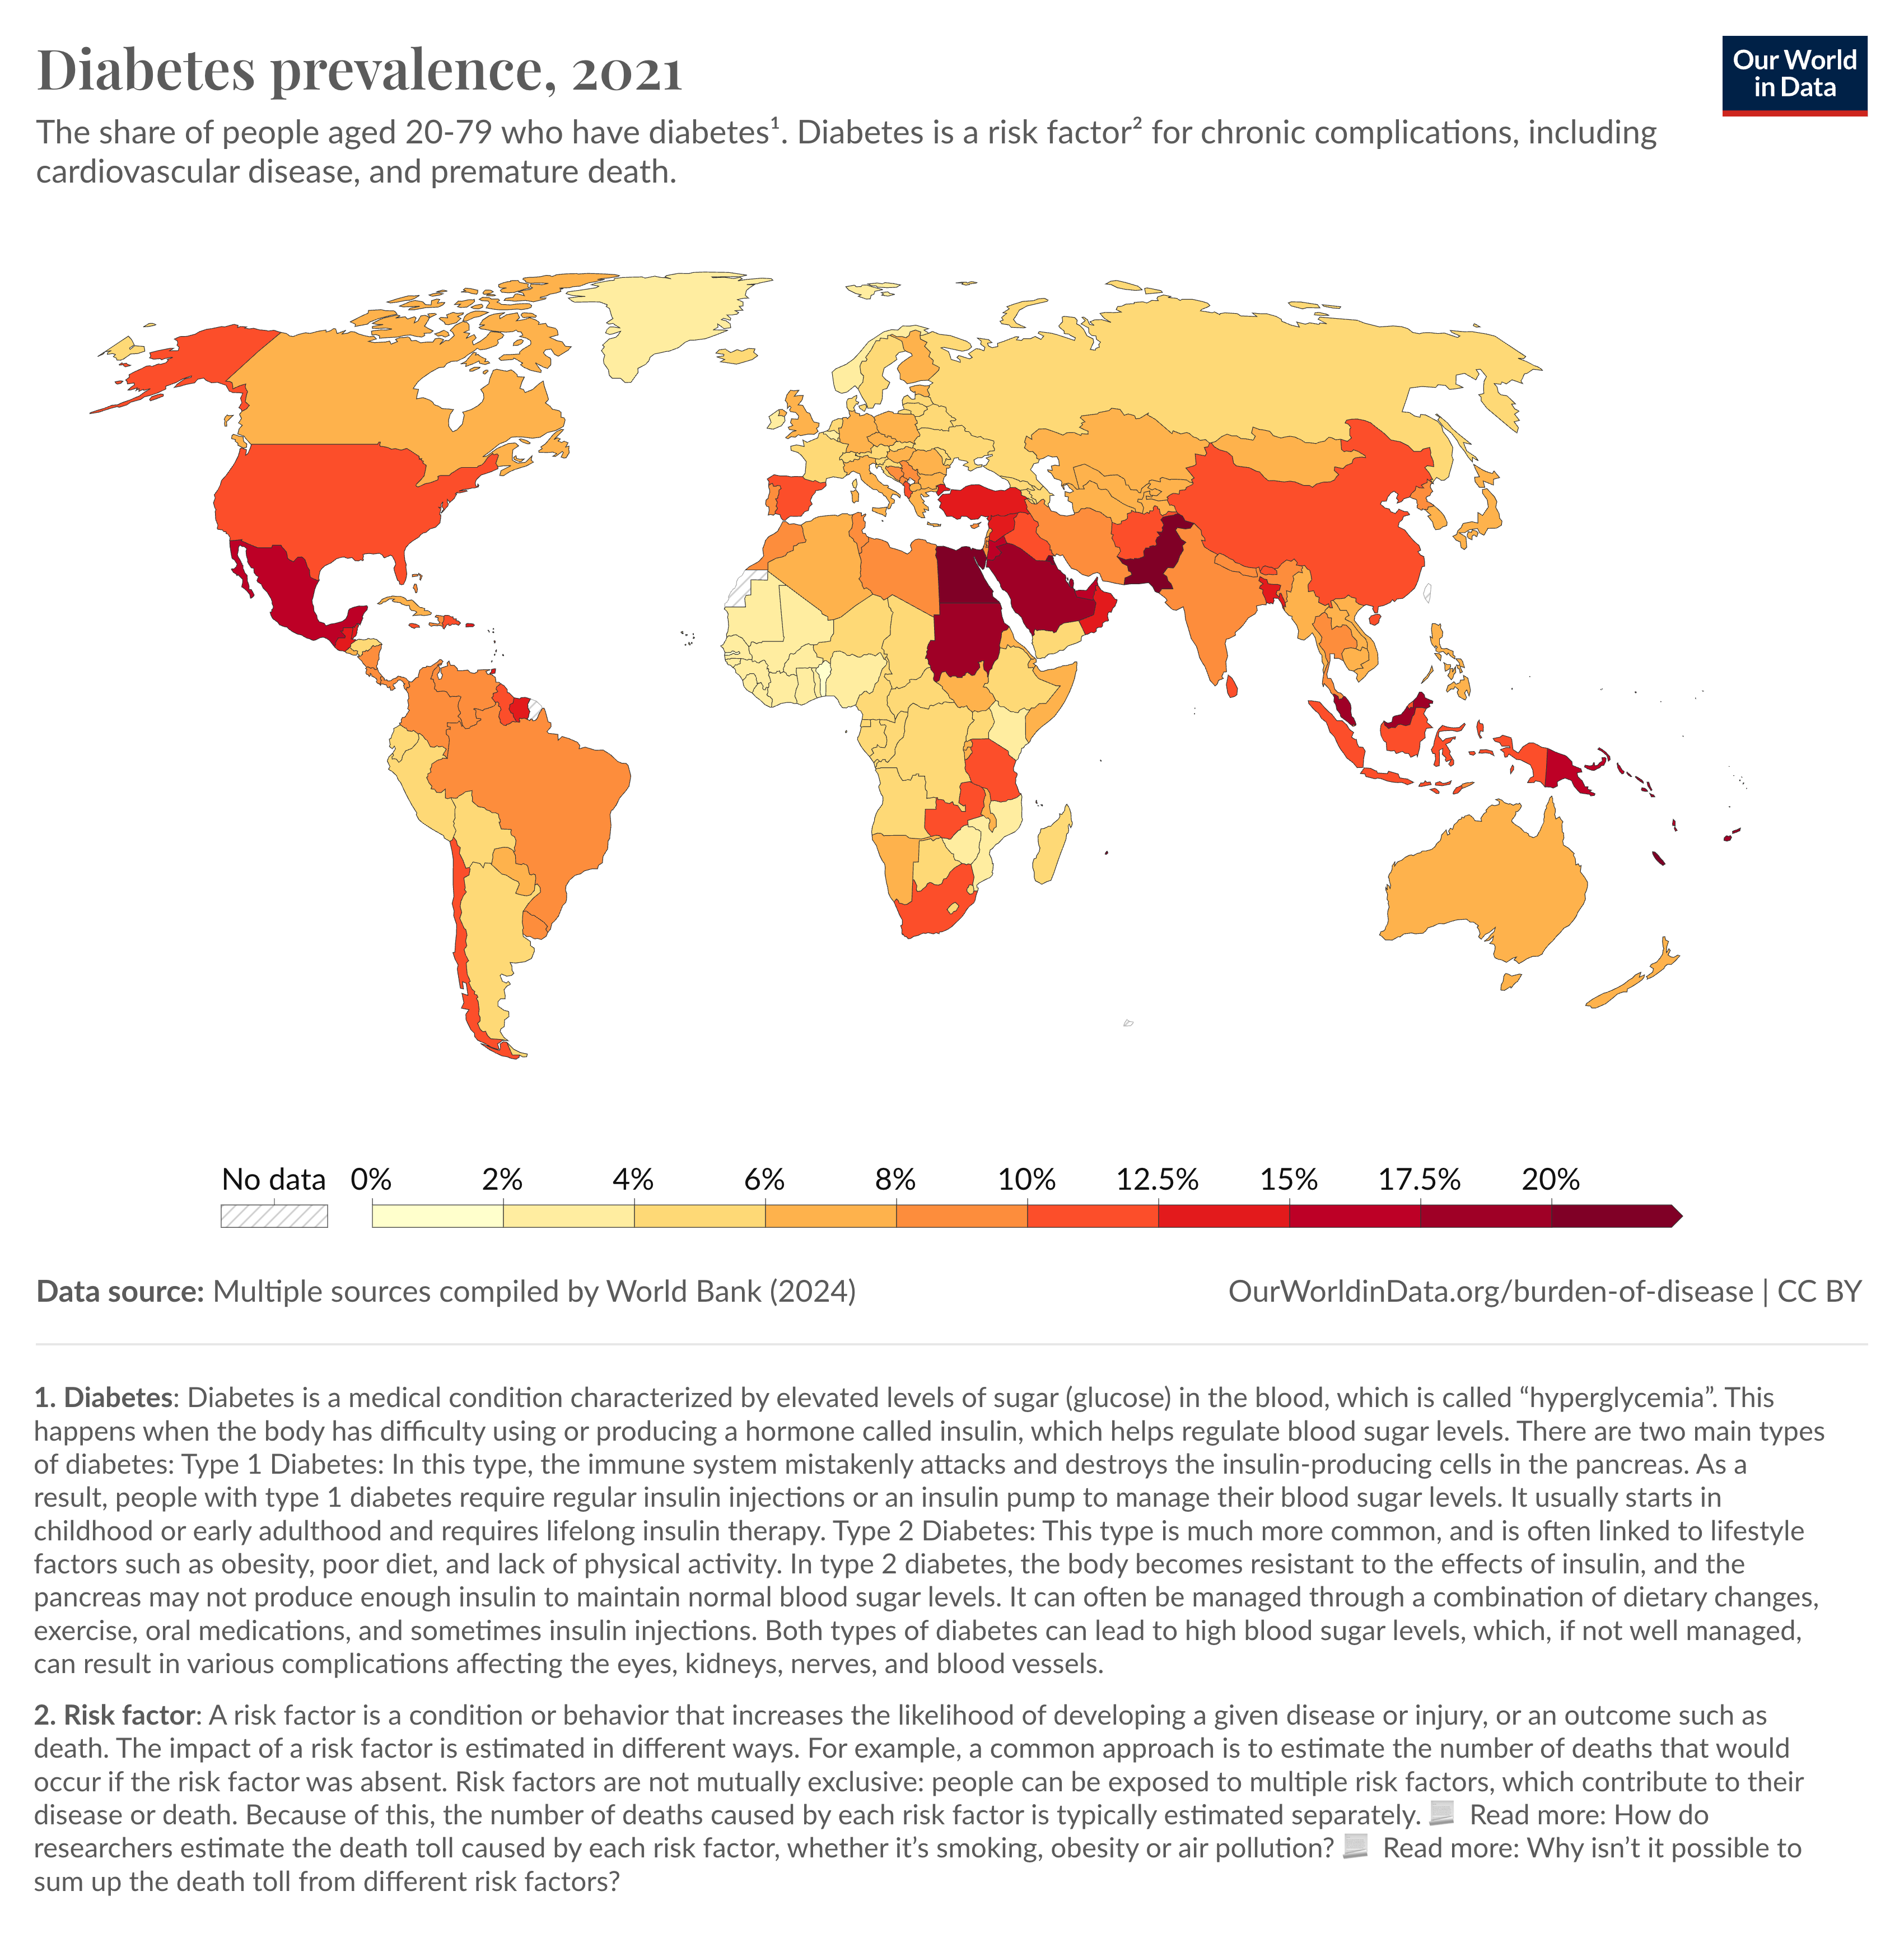 Diabetes prevalence, 2021
Our World
in Data
The share of people aged 20-79 who have diabetes¹. Diabetes is a risk factor² for chronic complications, including
cardiovascular disease, and premature death.
No data 0% 2% 4% 6% 8% 10% 12.5% 15% 17.5% 20%
Data source: Multiple sources compiled by World Bank (2024)
OurWorldinData.org/burden-of-disease | CC BY
1. Diabetes: Diabetes is a medical condition characterized by elevated levels of sugar (glucose) in the blood, which is called “hyperglycemia”. This
happens when the body has difficulty using or producing a hormone called insulin, which helps regulate blood sugar levels. There are two main types
of diabetes: Type 1 Diabetes: In this type, the immune system mistakenly attacks and destroys the insulin-producing cells in the pancreas. As a
result, people with type 1 diabetes require regular insulin injections or an insulin pump to manage their blood sugar levels. It usually starts in
childhood or early adulthood and requires lifelong insulin therapy. Type 2 Diabetes: This type is much more common, and is often linked to lifestyle
factors such as obesity, poor diet, and lack of physical activity. In type 2 diabetes, the body becomes resistant to the effects of insulin, and the
pancreas may not produce enough insulin to maintain normal blood sugar levels. It can often be managed through a combination of dietary changes,
exercise, oral medications, and sometimes insulin injections. Both types of diabetes can lead to high blood sugar levels, which, if not well managed,
can result in various complications affecting the eyes, kidneys, nerves, and blood vessels.
2. Risk factor: A risk factor is a condition or behavior that increases the likelihood of developing a given disease or injury, or an outcome such as
death. The impact of a risk factor is estimated in different ways. For example, a common approach is to estimate the number of deaths that would
occur if the risk factor was absent. Risk factors are not mutually exclusive: people can be exposed to multiple risk factors, which contribute to their
disease or death. Because of this, the number of deaths caused by each risk factor is typically estimated separately. Read more: How do
researchers estimate the death toll caused by each risk factor, whether it’s smoking, obesity or air pollution? Read more: Why isn’t it possible to
sum up the death toll from different risk factors?